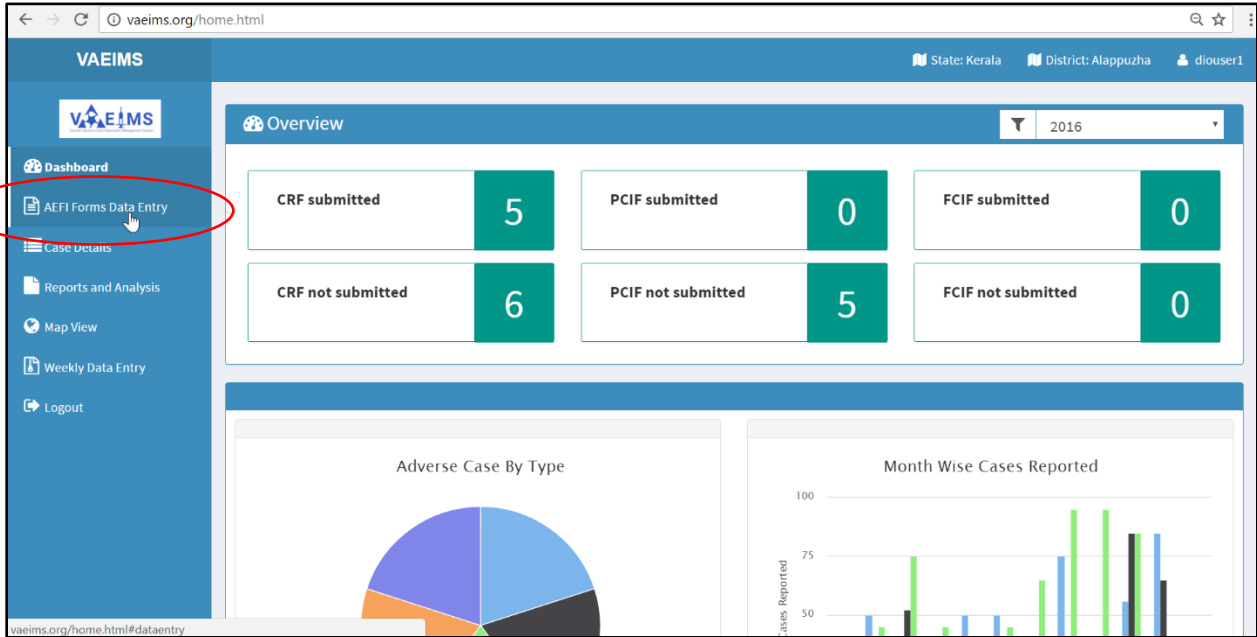 vaeims.org/home.html
VAEIMS
State: Kerala District: Alappuzha diouser1
VAEIMS
Overview
2016
Dashboard
AEFI Forms Data Entry
Case Details
Reports and Analysis
Map View
Weekly Data Entry
Logout
CRF submitted
5
PCIF submitted
0
FCIF submitted
0
CRF not submitted
6
PCIF not submitted
5
FCIF not submitted
0
Adverse Case By Type
Month Wise Cases Reported
100
75
50
Cases Reported
vaeims.org/home.html#dataentry